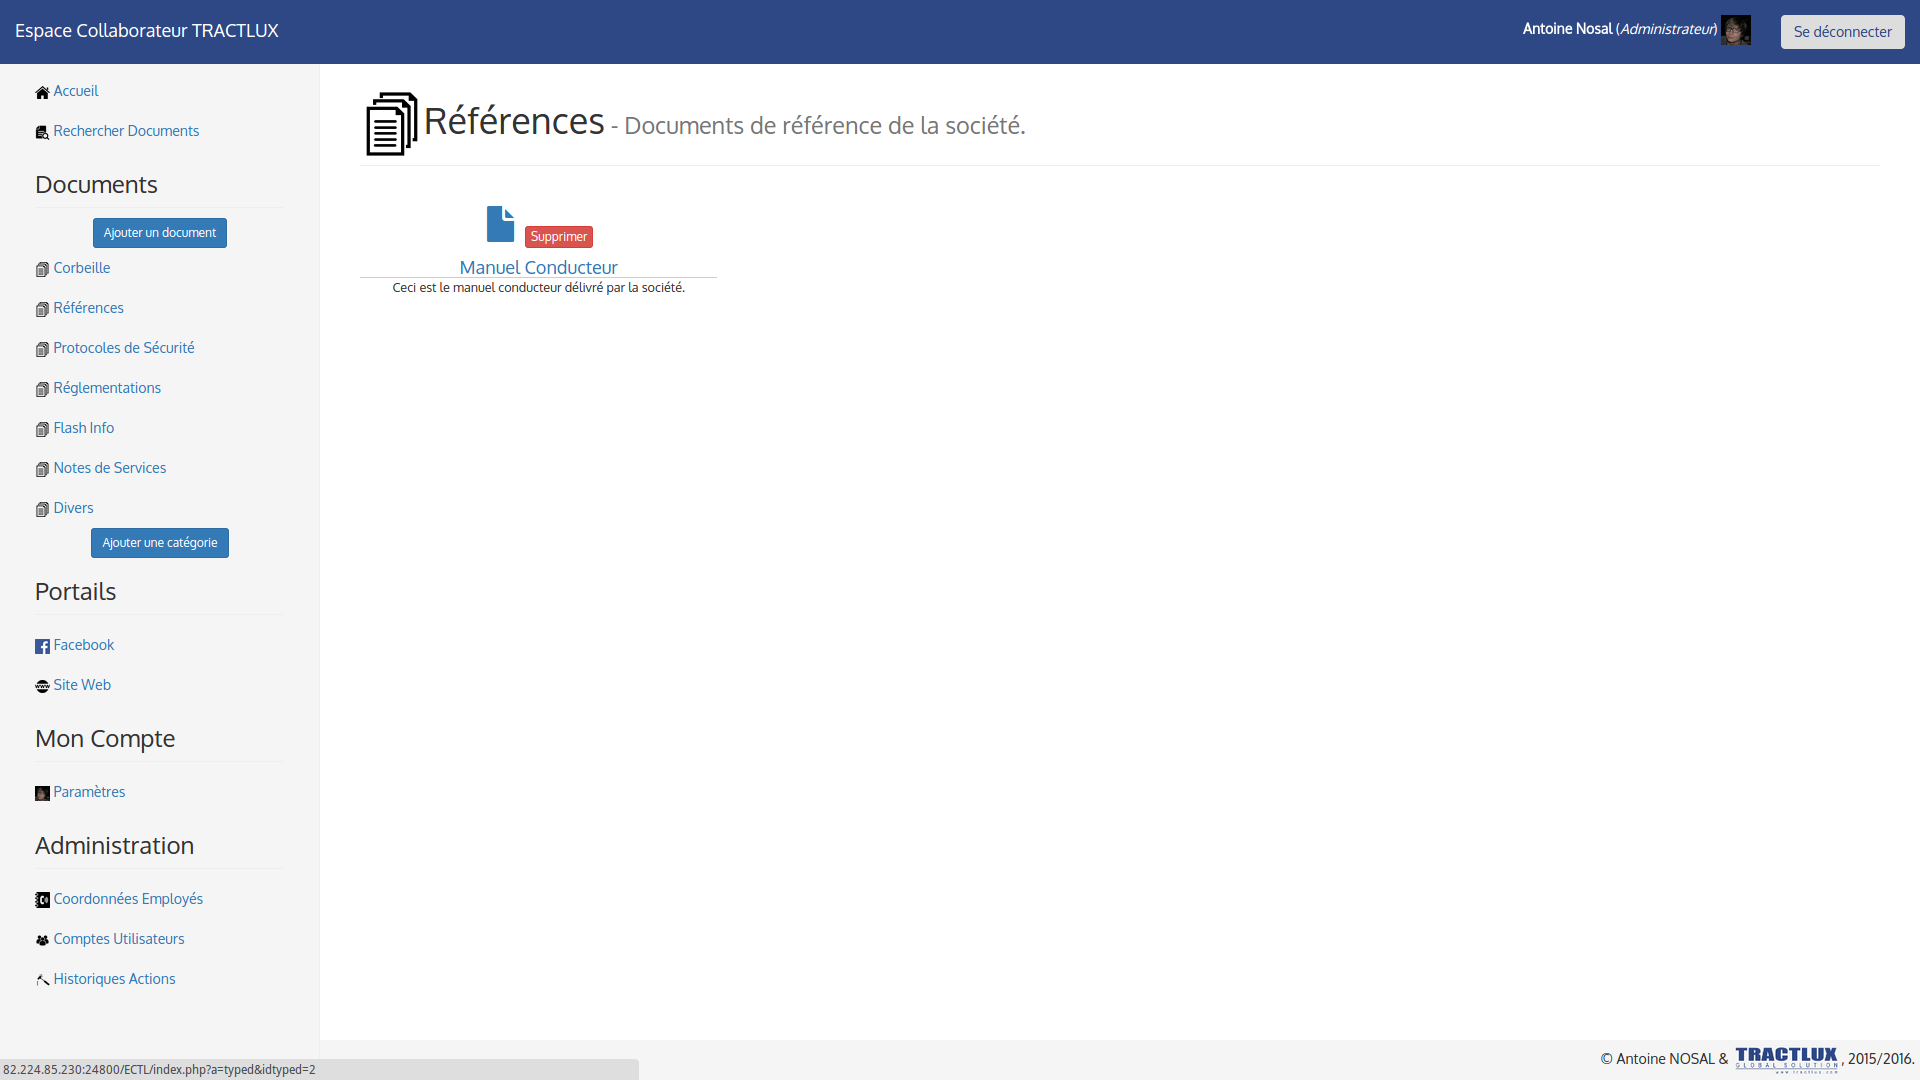 Espace Collaborateur TRACTLUX
Antoine Nosal (Administrateur)
Se déconnecter
Accueil
Rechercher Documents
Documents
Ajouter un document
Corbeille
Références
Protocoles de Sécurité
Réglementations
Flash Info
Notes de Services
Divers
Ajouter une catégorie
Portails
Facebook
Site Web
Mon Compte
Paramètres
Administration
Coordonnées Employés
Comptes Utilisateurs
Historiques Actions
Références - Documents de référence de la société.
Supprimer
Manuel Conducteur
Ceci est le manuel conducteur délivré par la société.
© Antoine NOSAL & TRACTLUX , 2015/2016.
GLOBAL SOLUTION
www.tractlux.com
82.224.85.230:24800/ECTL/index.php?a=typed&idtyped=2